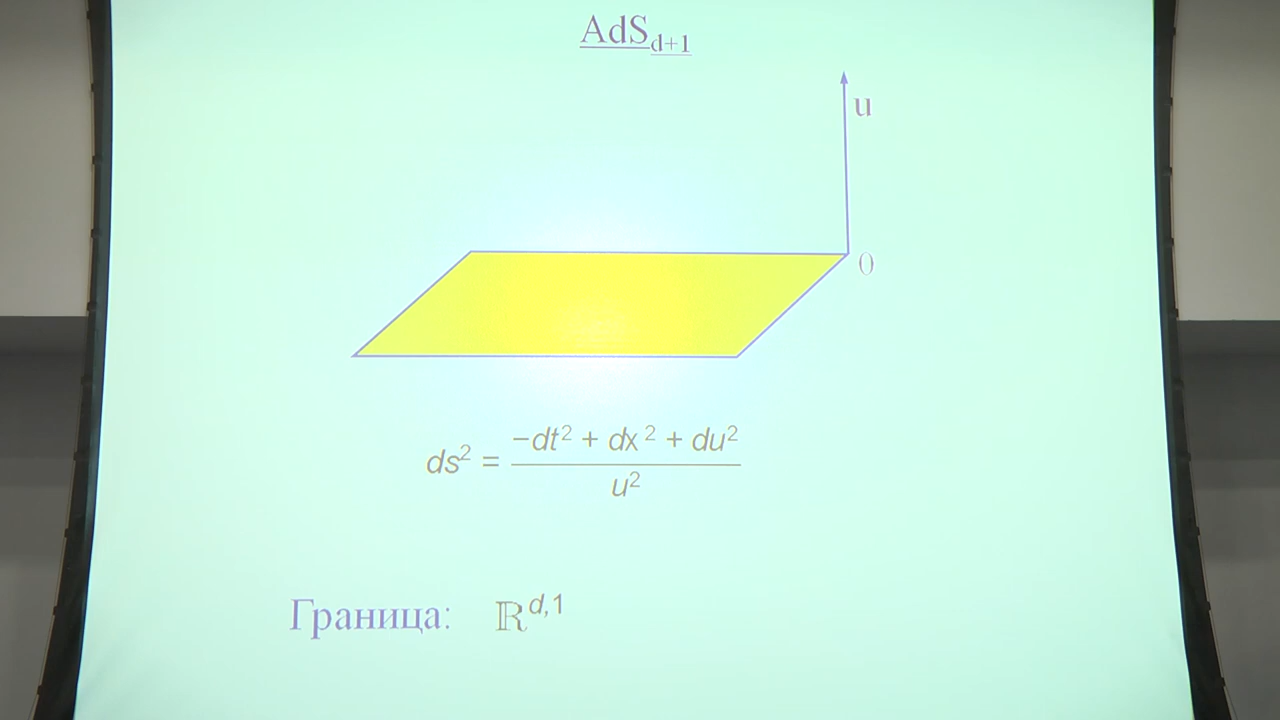 AdS_{d+1}
u
0
ds² = (−dt² + dx² + du²) / u²
Граница: ℝ^{d,1}